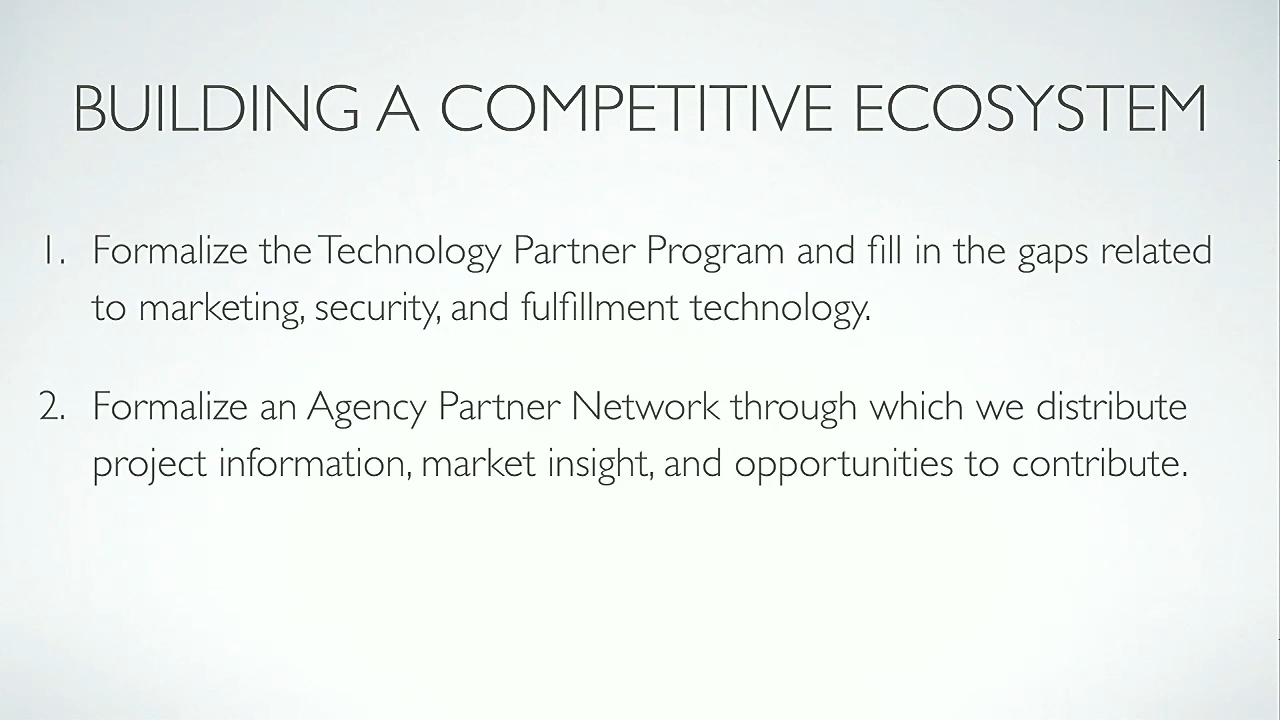 BUILDING A COMPETITIVE ECOSYSTEM
1. Formalize the Technology Partner Program and fill in the gaps related
to marketing, security, and fulfillment technology.
2. Formalize an Agency Partner Network through which we distribute
project information, market insight, and opportunities to contribute.